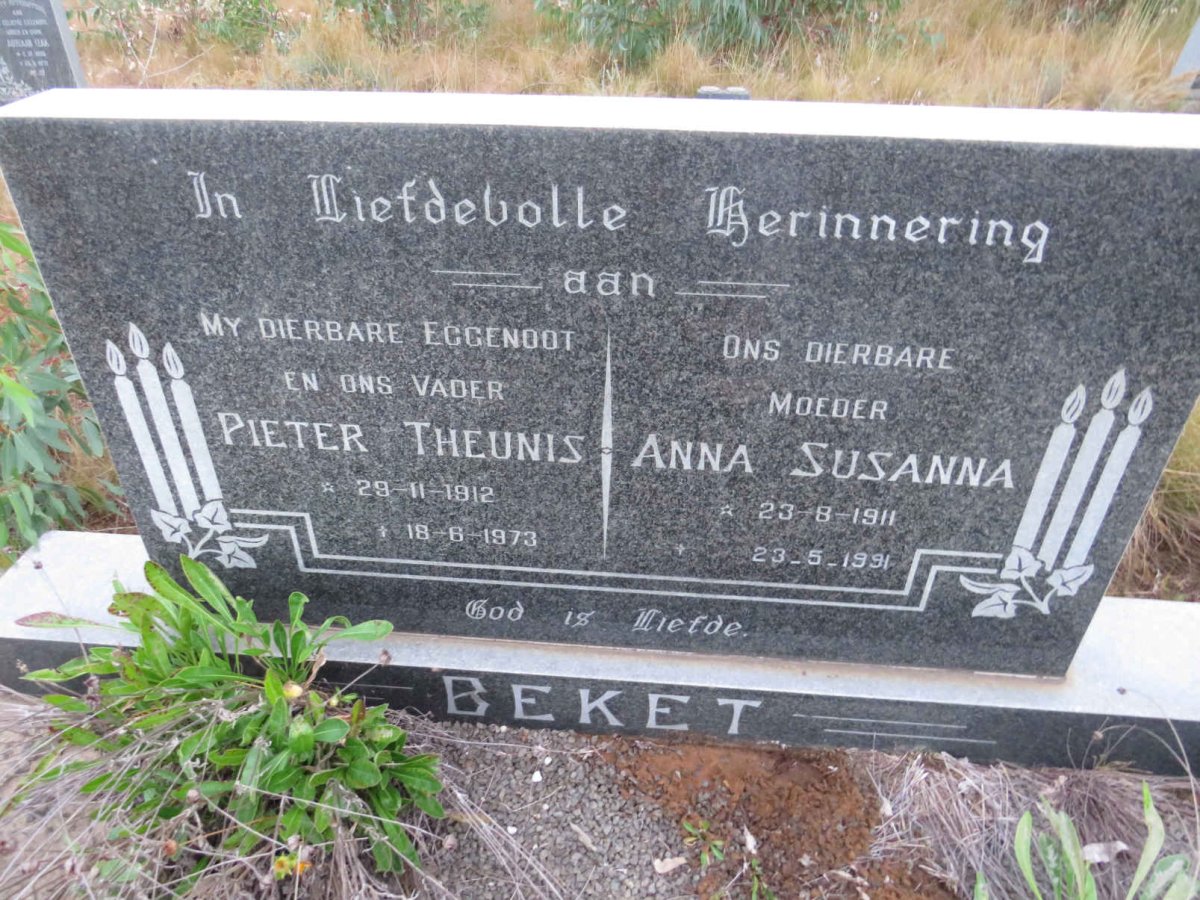 In Liefdevolle Herinnering
aan
MY DIERBARE EGGENOOT
EN ONS VADER
PIETER THEUNIS
* 29-11-1912
† 18-6-1973
ONS DIERBARE
MOEDER
ANNA SUSANNA
* 23-8-1911
† 23-5-1991
God is Liefde.
BEKET